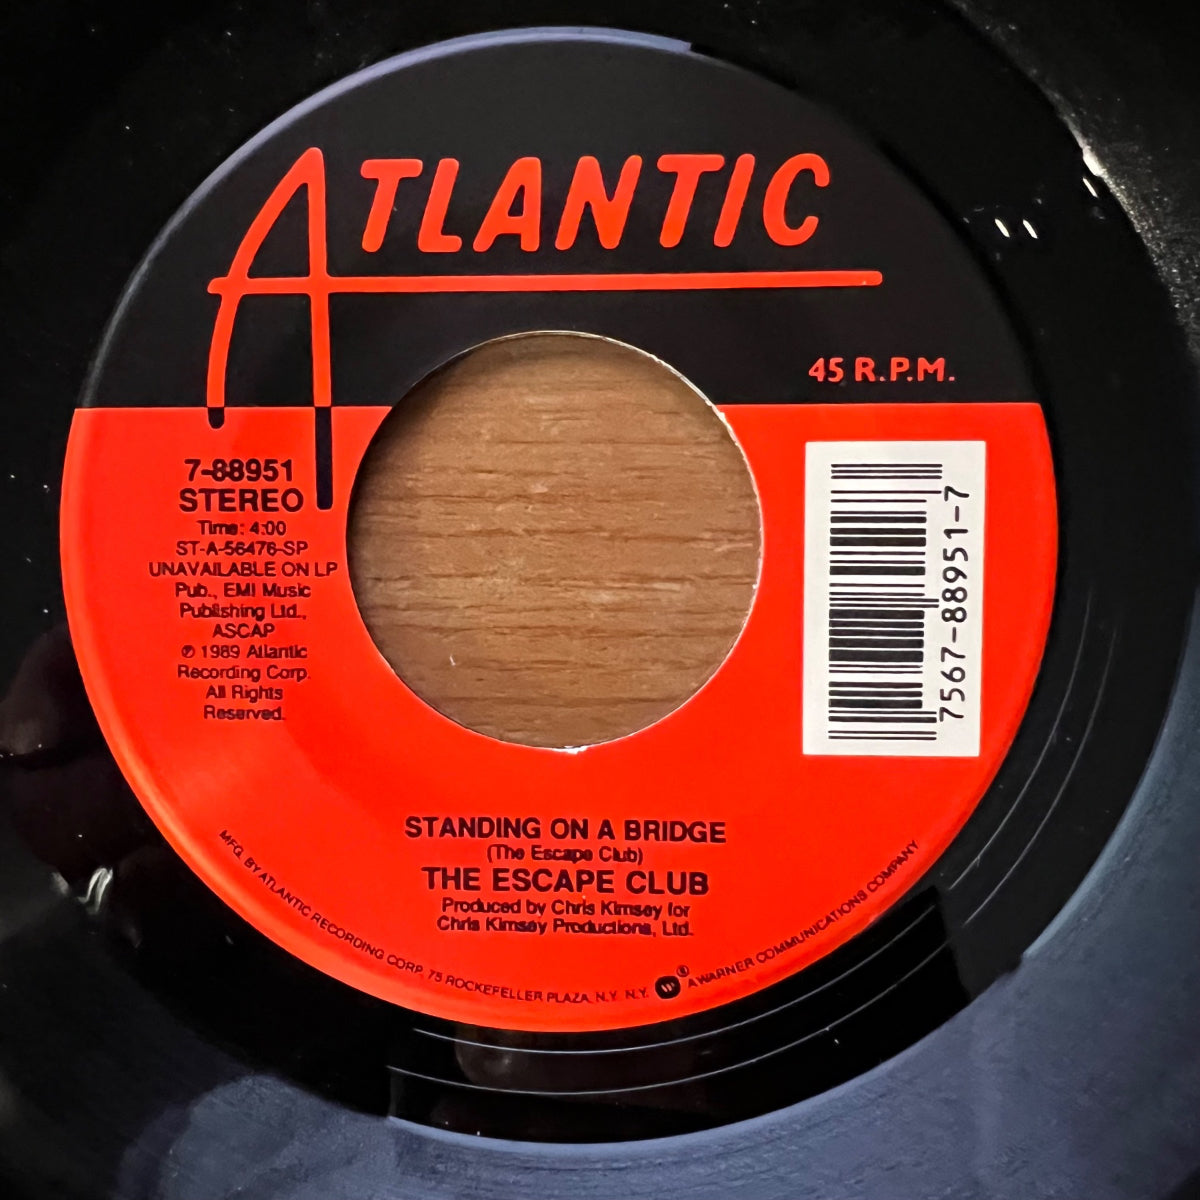 ATLANTIC
45 R.P.M.
7-88951
STEREO
Time: 4:00
ST-A-56476-SP
UNAVAILABLE ON LP
Pub., EMI Music
Publishing Ltd.,
ASCAP
℗ 1989 Atlantic
Recording Corp.
All Rights
Reserved.
7567-88951-7
STANDING ON A BRIDGE
(The Escape Club)
THE ESCAPE CLUB
Produced by Chris Kimsey for
Chris Kimsey Productions, Ltd.
MFG. BY ATLANTIC RECORDING CORP. 75 ROCKEFELLER PLAZA, N.Y. N.Y. ® A WARNER COMMUNICATIONS COMPANY